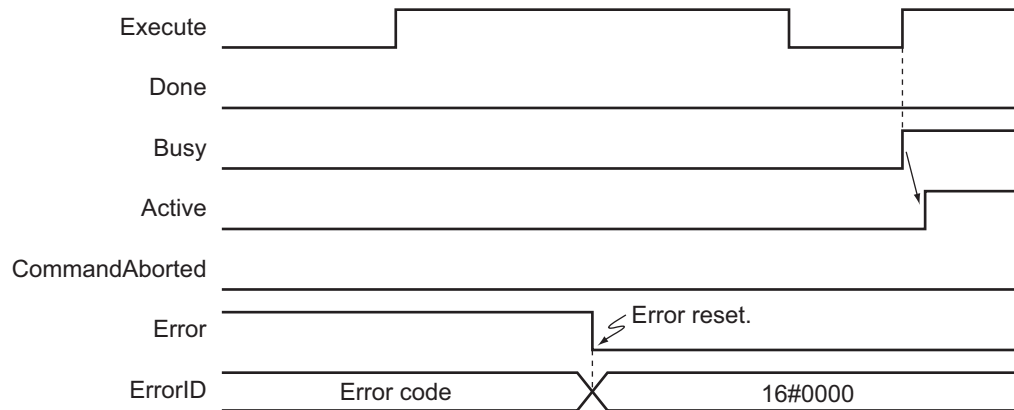 Execute
Done
Busy
Active
CommandAborted
Error
Error reset.
ErrorID
Error code
16#0000